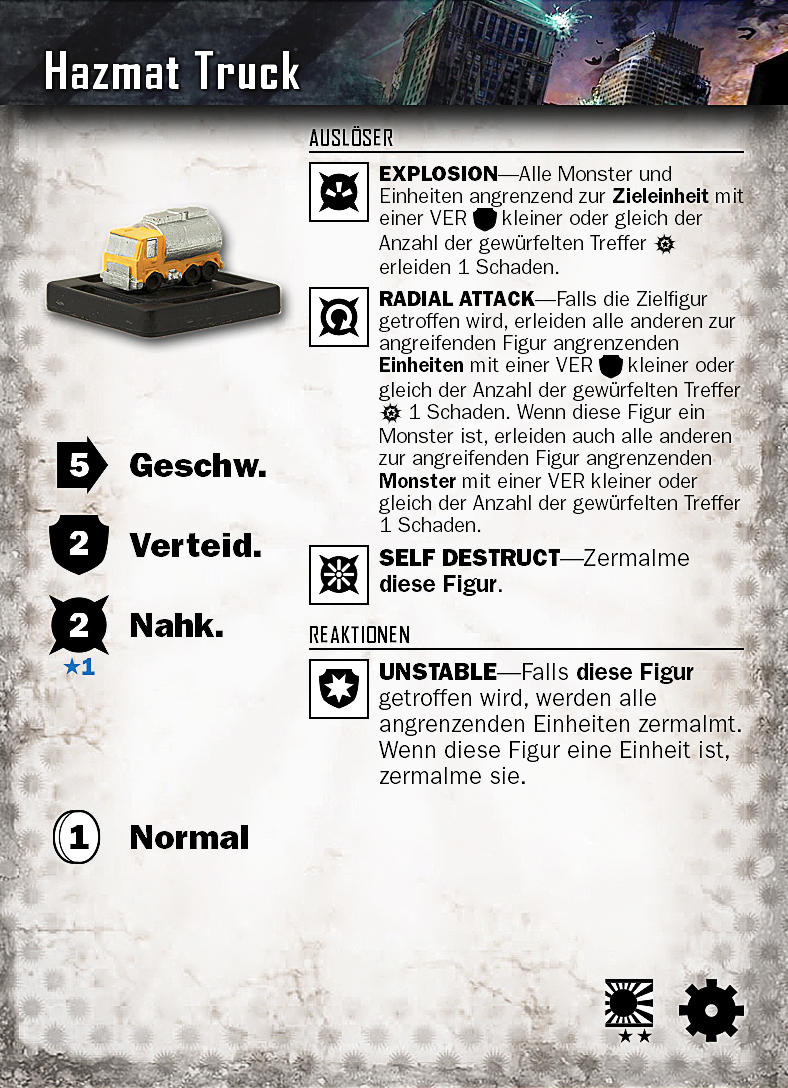 Hazmat Truck
AUSLÖSER
EXPLOSION—Alle Monster und
Einheiten angrenzend zur Zieleinheit mit
einer VER kleiner oder gleich der
Anzahl der gewürfelten Treffer
erleiden 1 Schaden.
RADIAL ATTACK—Falls die Zielfigur
getroffen wird, erleiden alle anderen zur
angreifenden Figur angrenzenden
Einheiten mit einer VER kleiner oder
gleich der Anzahl der gewürfelten Treffer
1 Schaden. Wenn diese Figur ein
Monster ist, erleiden auch alle anderen
zur angreifenden Figur angrenzenden
Monster mit einer VER kleiner oder
gleich der Anzahl der gewürfelten Treffer
1 Schaden.
SELF DESTRUCT—Zermalme
diese Figur.
REAKTIONEN
UNSTABLE—Falls diese Figur
getroffen wird, werden alle
angrenzenden Einheiten zermalmt.
Wenn diese Figur eine Einheit ist,
zermalme sie.
5 Geschw.
2 Verteid.
2 Nahk.
★1
1 Normal
★★